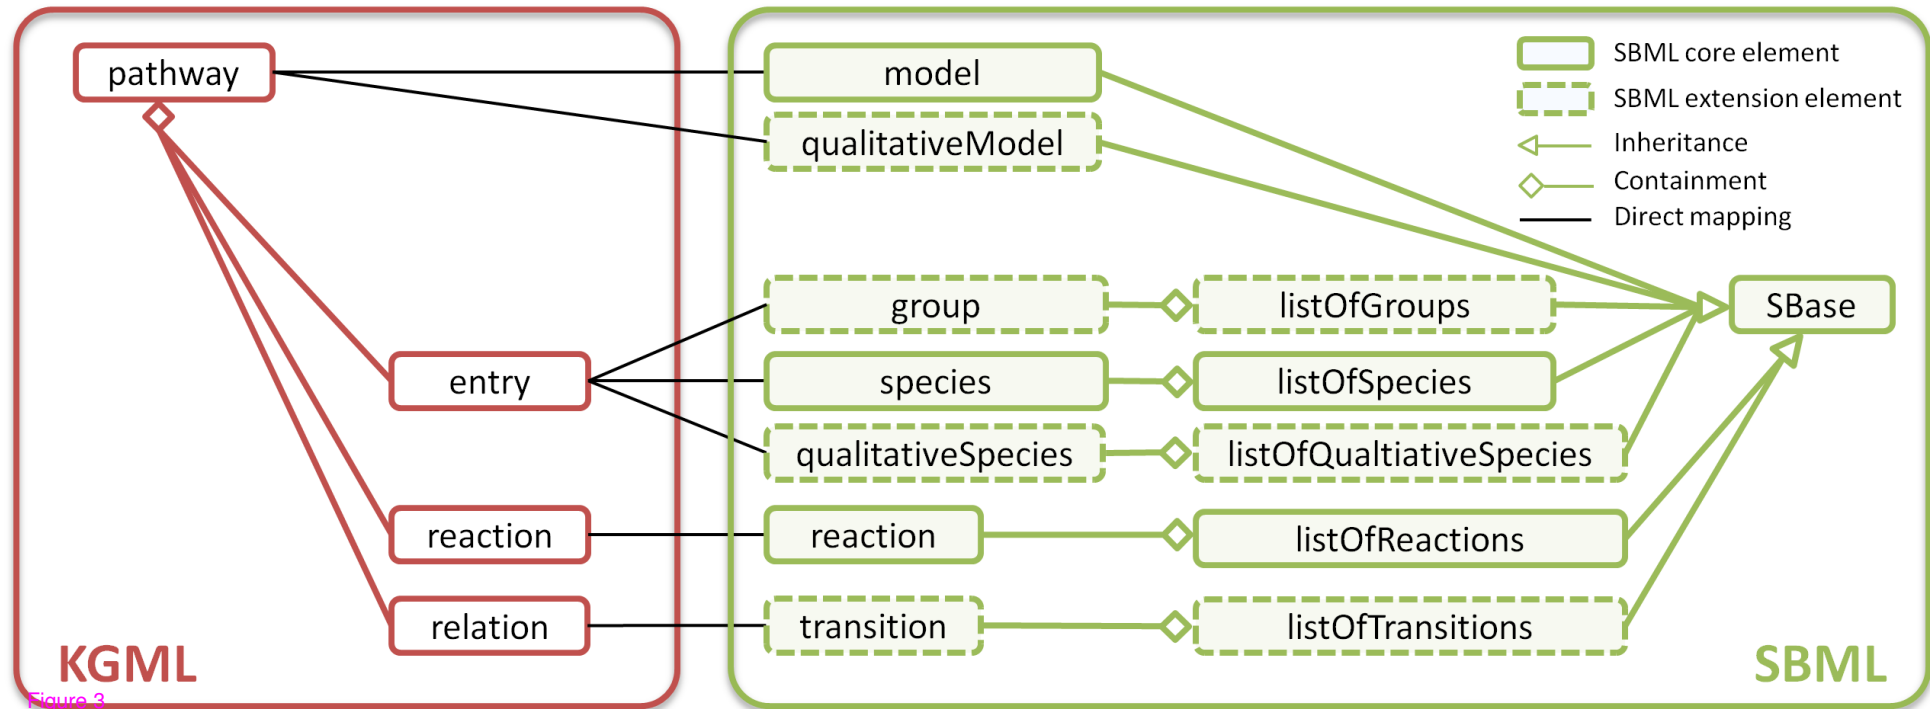 pathway
model
SBML core element
SBML extension element
qualitativeModel
Inheritance
Containment
Direct mapping
group
listOfGroups
SBase
entry
species
listOfSpecies
qualitativeSpecies
listOfQualtiativeSpecies
reaction
reaction
listOfReactions
relation
transition
listOfTransitions
KGML
SBML
Figure 3